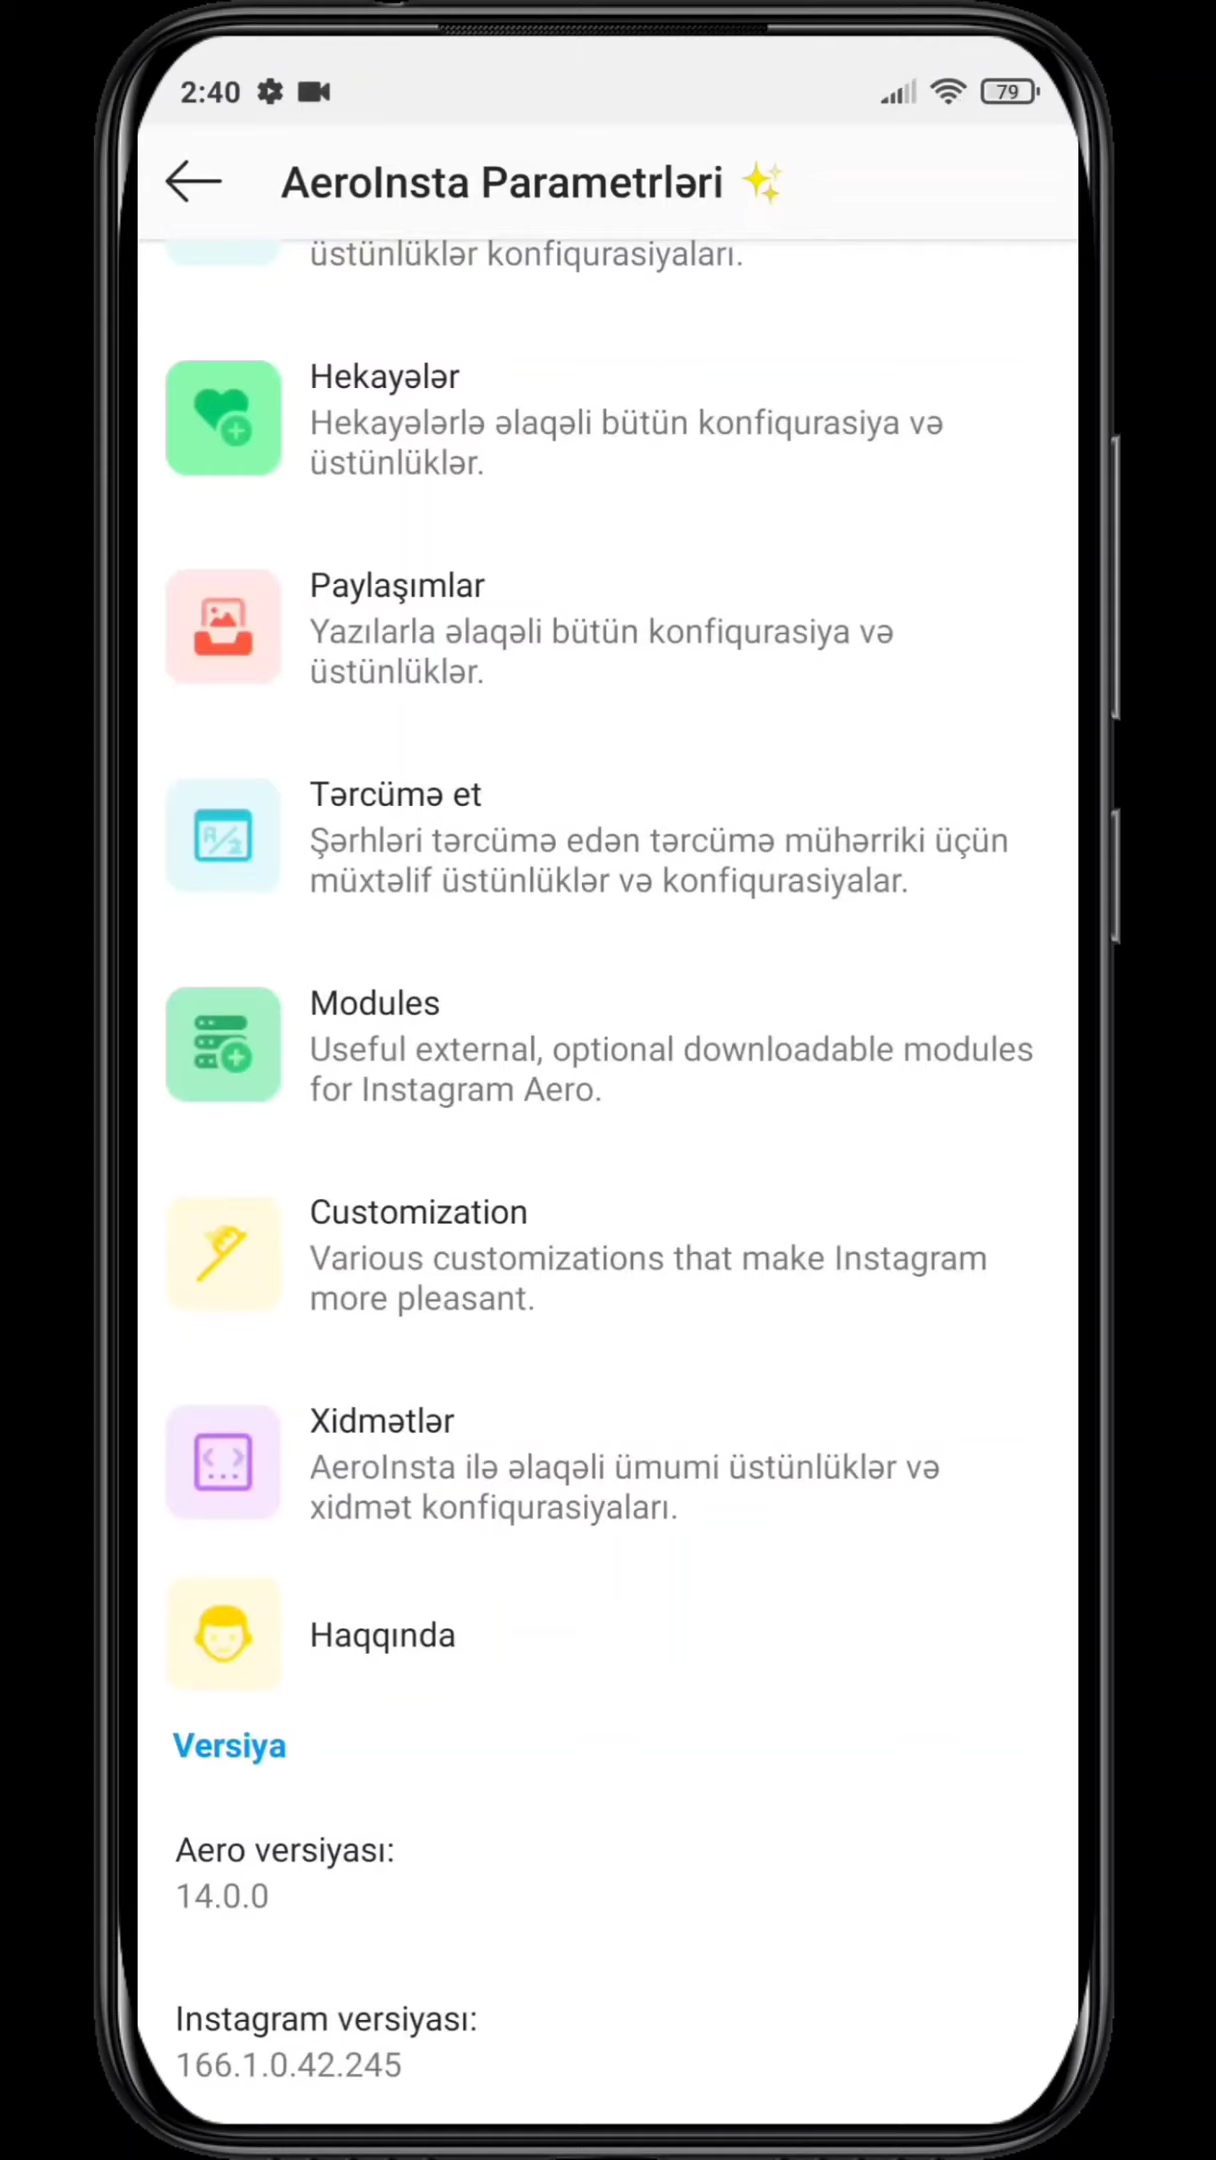 2:40
79
AeroInsta Parametrləri ✨
üstünlüklər konfiqurasiyaları.
Hekayələr
Hekayələrlə əlaqəli bütün konfiqurasiya və
üstünlüklər.
Paylaşımlar
Yazılarla əlaqəli bütün konfiqurasiya və
üstünlüklər.
Tərcümə et
Şərhləri tərcümə edən tərcümə mühərriki üçün
müxtəlif üstünlüklər və konfiqurasiyalar.
Modules
Useful external, optional downloadable modules
for Instagram Aero.
Customization
Various customizations that make Instagram
more pleasant.
Xidmətlər
AeroInsta ilə əlaqəli ümumi üstünlüklər və
xidmət konfiqurasiyaları.
Haqqında
Versiya
Aero versiyası:
14.0.0
Instagram versiyası:
166.1.0.42.245